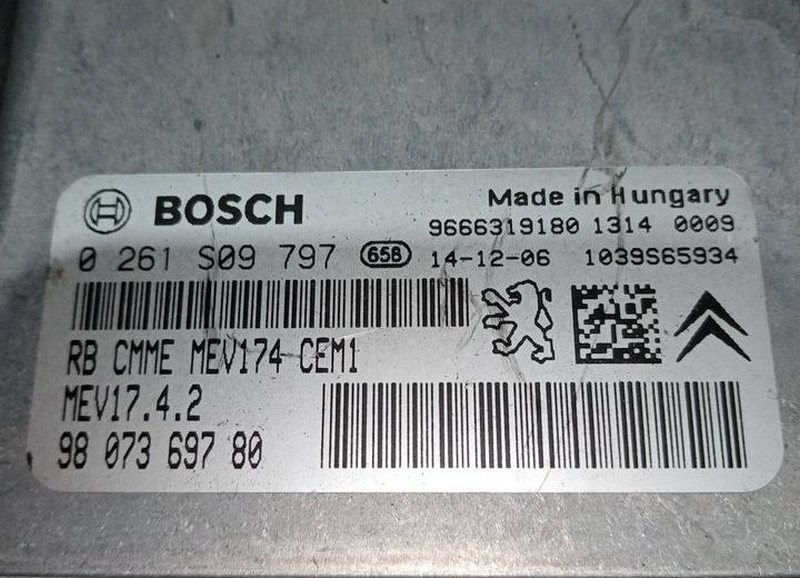 BOSCH
Made in Hungary
9666319180 1314 0009
0 261 S09 797 658 14-12-06 1039S65934
RB CMME MEV174-CEM1
MEV17.4.2
98 073 697 80